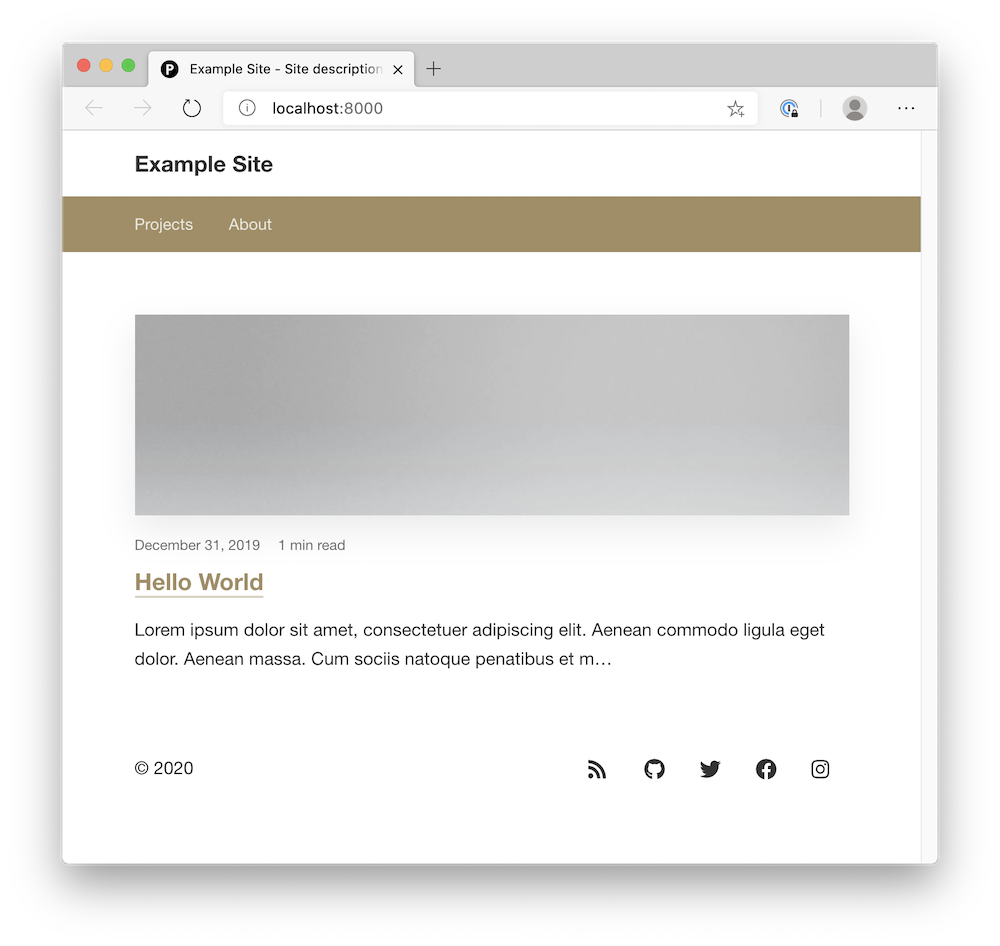 P Example Site - Site description
localhost:8000
Example Site
Projects About
December 31, 2019 1 min read
Hello World
Lorem ipsum dolor sit amet, consectetuer adipiscing elit. Aenean commodo ligula eget
dolor. Aenean massa. Cum sociis natoque penatibus et m…
© 2020